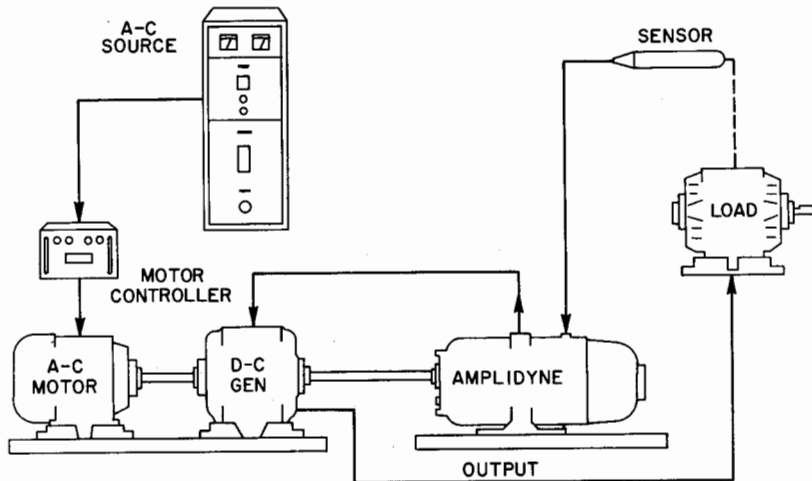 A-C
SOURCE
SENSOR
LOAD
MOTOR
CONTROLLER
A-C
MOTOR
D-C
GEN
AMPLIDYNE
OUTPUT